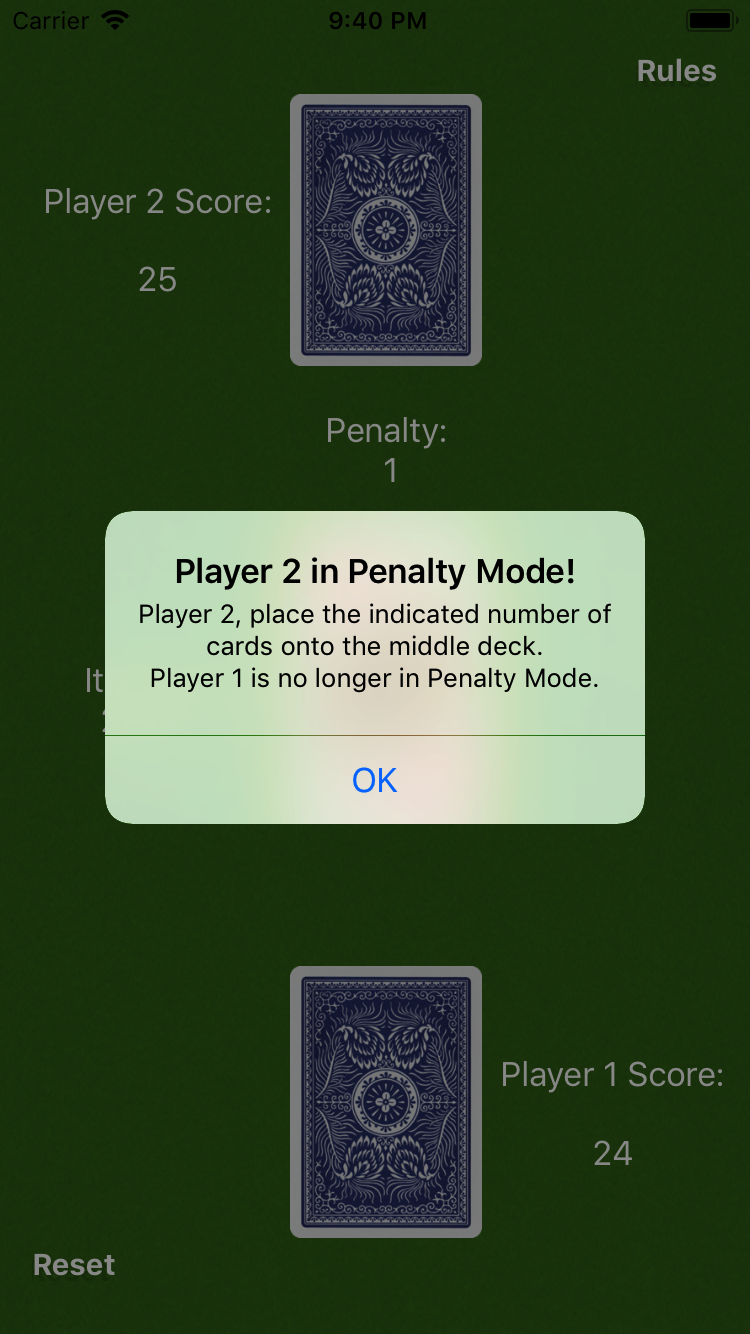 Carrier 9:40 PM
Rules
Player 2 Score:
25
Penalty:
1
Player 2 in Penalty Mode!
Player 2, place the indicated number of
cards onto the middle deck.
Player 1 is no longer in Penalty Mode.
It
OK
Player 1 Score:
24
Reset